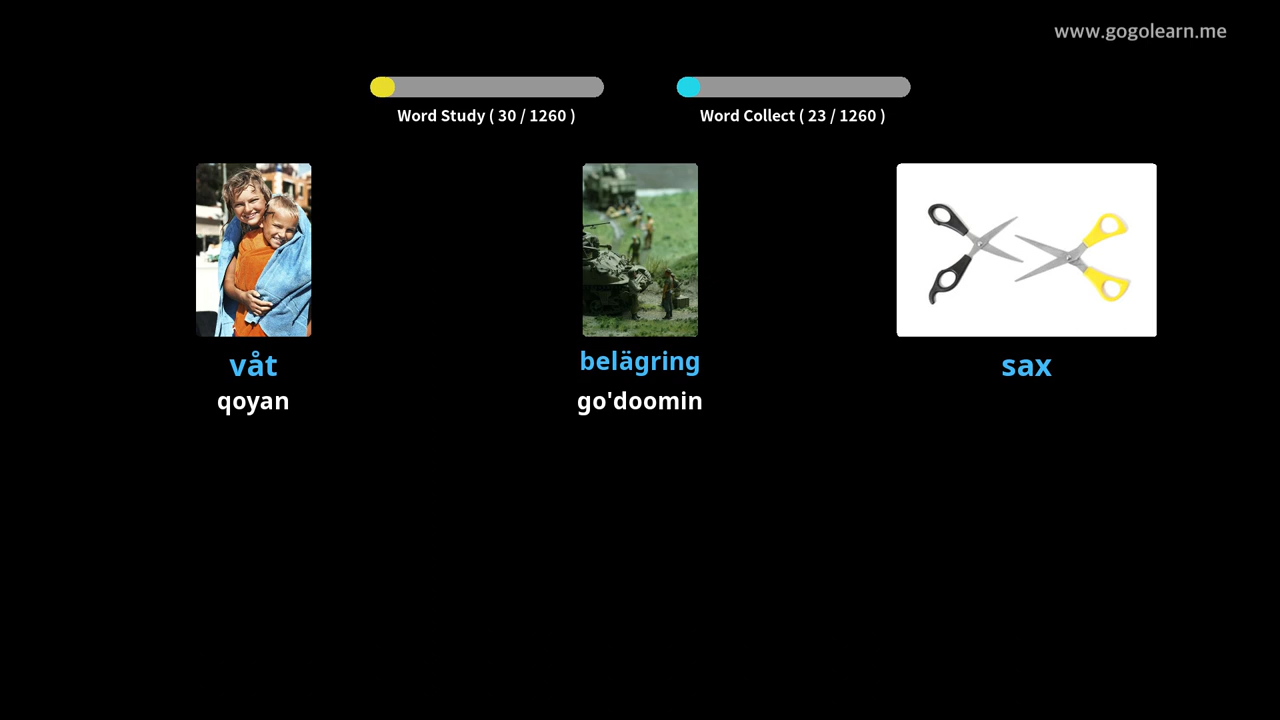 www.gogolearn.me
Word Study ( 30 / 1260 )
Word Collect ( 23 / 1260 )
våt
belägring
sax
qoyan
go'doomin